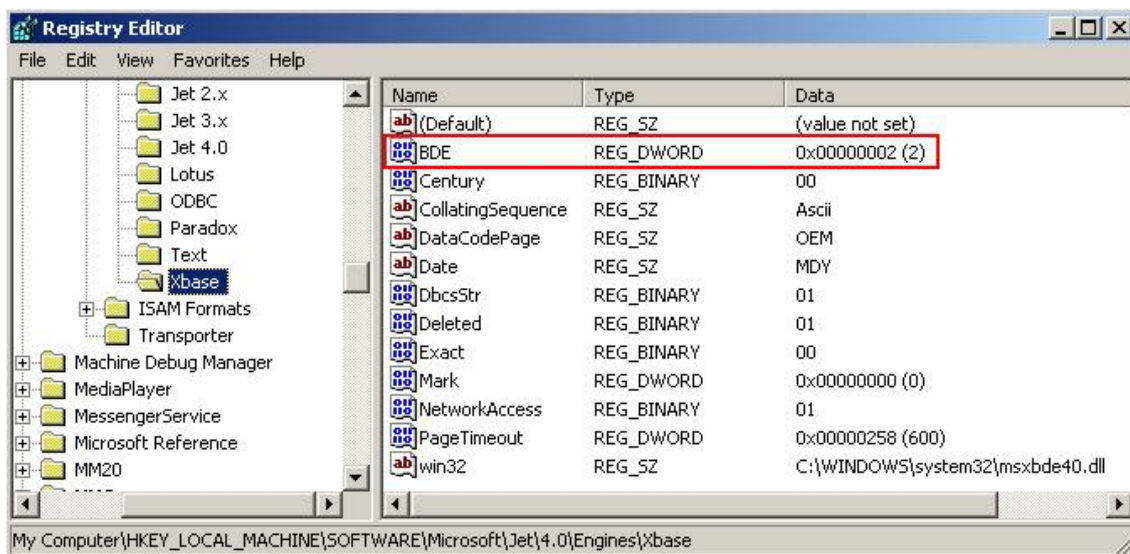 Registry Editor
File Edit View Favorites Help
Jet 2.x
Jet 3.x
Jet 4.0
Lotus
ODBC
Paradox
Text
Xbase
ISAM Formats
Transporter
Machine Debug Manager
MediaPlayer
MessengerService
Microsoft Reference
MM20
Name Type Data
(Default) REG_SZ (value not set)
BDE REG_DWORD 0x00000002 (2)
Century REG_BINARY 00
CollatingSequence REG_SZ Ascii
DataCodePage REG_SZ OEM
Date REG_SZ MDY
DbcsStr REG_BINARY 01
Deleted REG_BINARY 01
Exact REG_BINARY 00
Mark REG_DWORD 0x00000000 (0)
NetworkAccess REG_BINARY 01
PageTimeout REG_DWORD 0x00000258 (600)
win32 REG_SZ C:\WINDOWS\system32\msxbde40.dll
My Computer\HKEY_LOCAL_MACHINE\SOFTWARE\Microsoft\Jet\4.0\Engines\Xbase